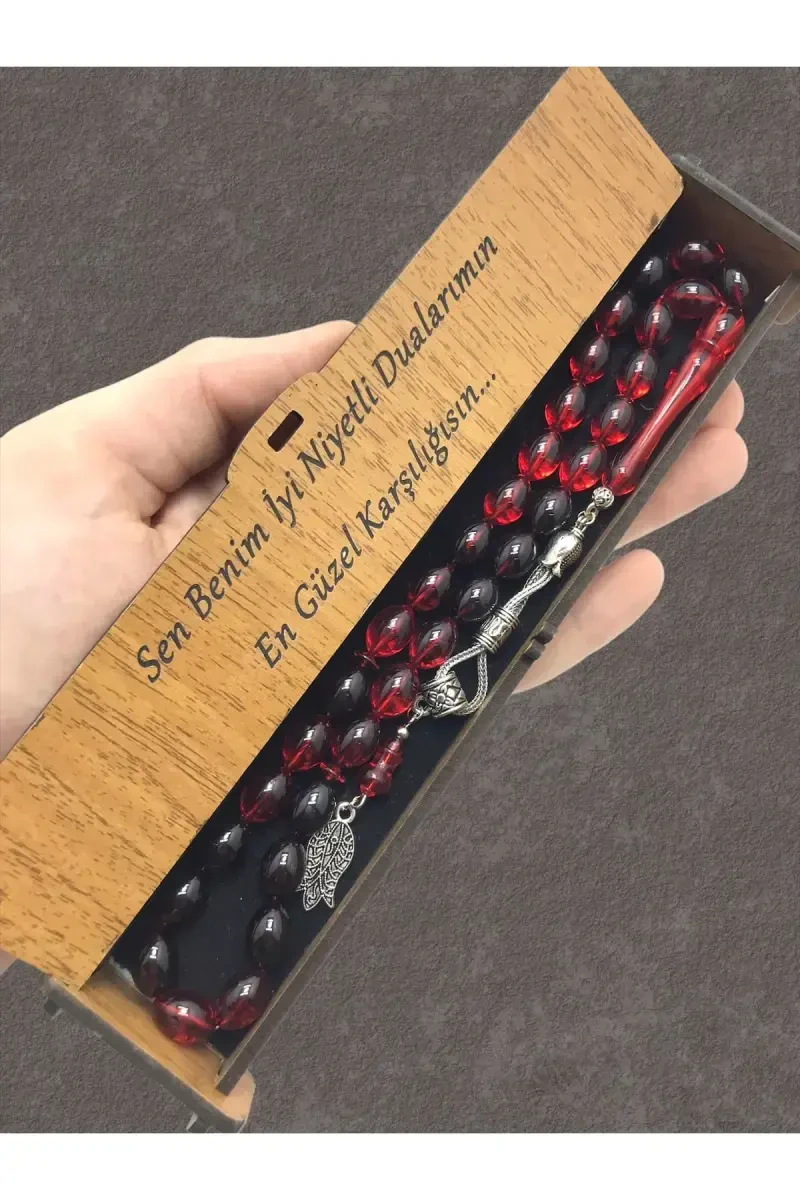 Sen Benim İyi Niyetli Dualarımın
En Güzel Karşılığısın...